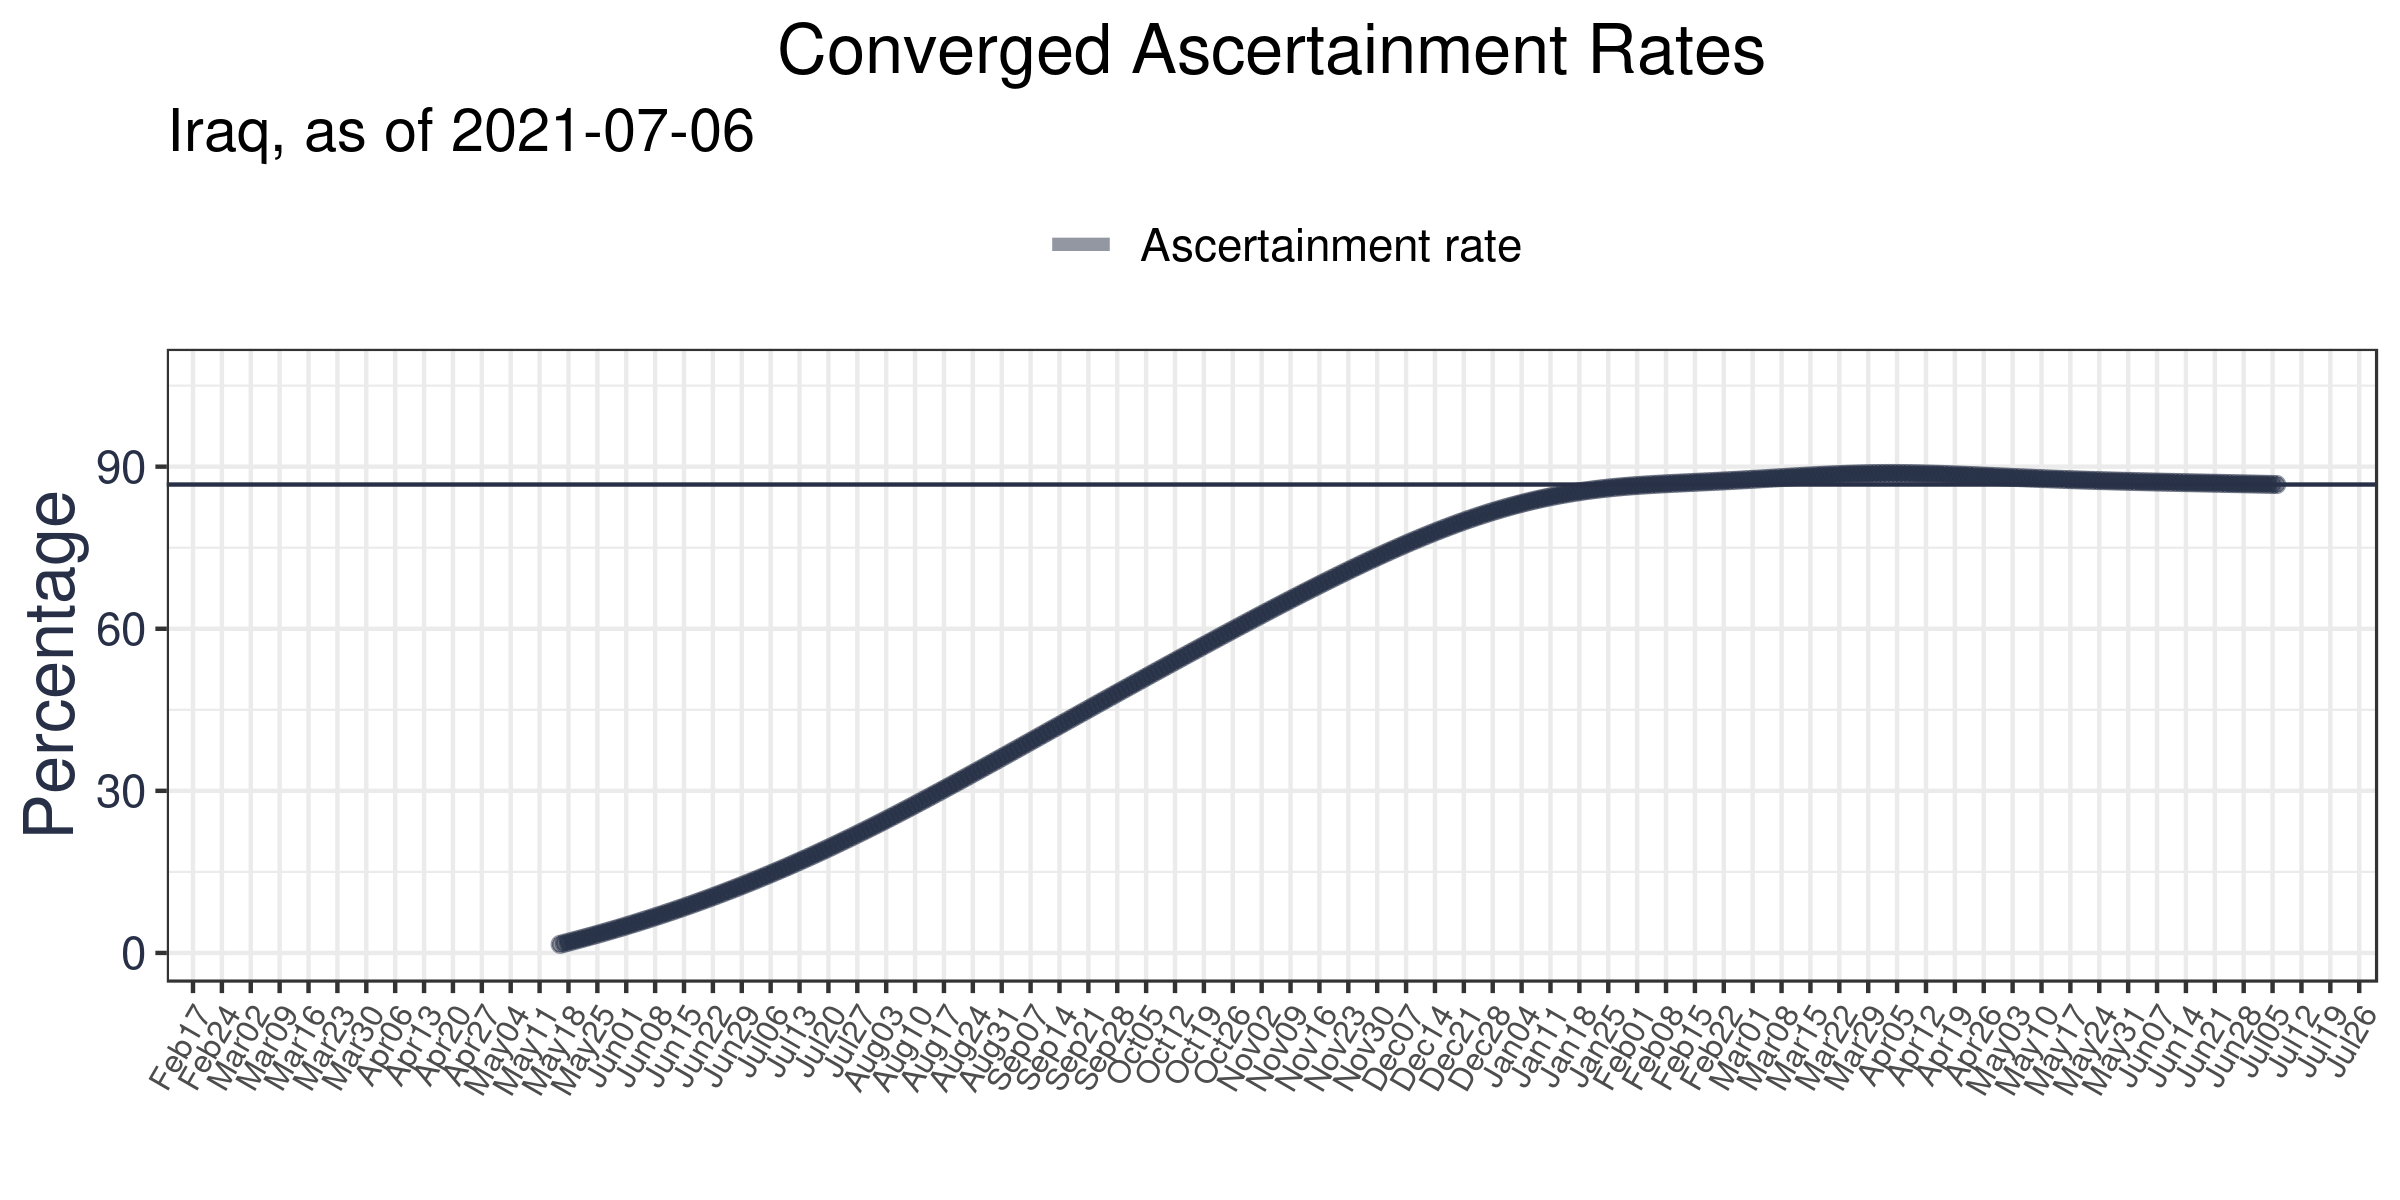 Converged Ascertainment Rates
Iraq, as of 2021-07-06
Ascertainment rate
Percentage
90
60
30
0
Feb17
Feb24
Mar02
Mar09
Mar16
Mar23
Mar30
Apr06
Apr13
Apr20
Apr27
May04
May11
May18
May25
Jun01
Jun08
Jun15
Jun22
Jun29
Jul06
Jul13
Jul20
Jul27
Aug03
Aug10
Aug17
Aug24
Aug31
Sep07
Sep14
Sep21
Sep28
Oct05
Oct12
Oct19
Oct26
Nov02
Nov09
Nov16
Nov23
Nov30
Dec07
Dec14
Dec21
Dec28
Jan04
Jan11
Jan18
Jan25
Feb01
Feb08
Feb15
Feb22
Mar01
Mar08
Mar15
Mar22
Mar29
Apr05
Apr12
Apr19
Apr26
May03
May10
May17
May24
May31
Jun07
Jun14
Jun21
Jun28
Jul05
Jul12
Jul19
Jul26